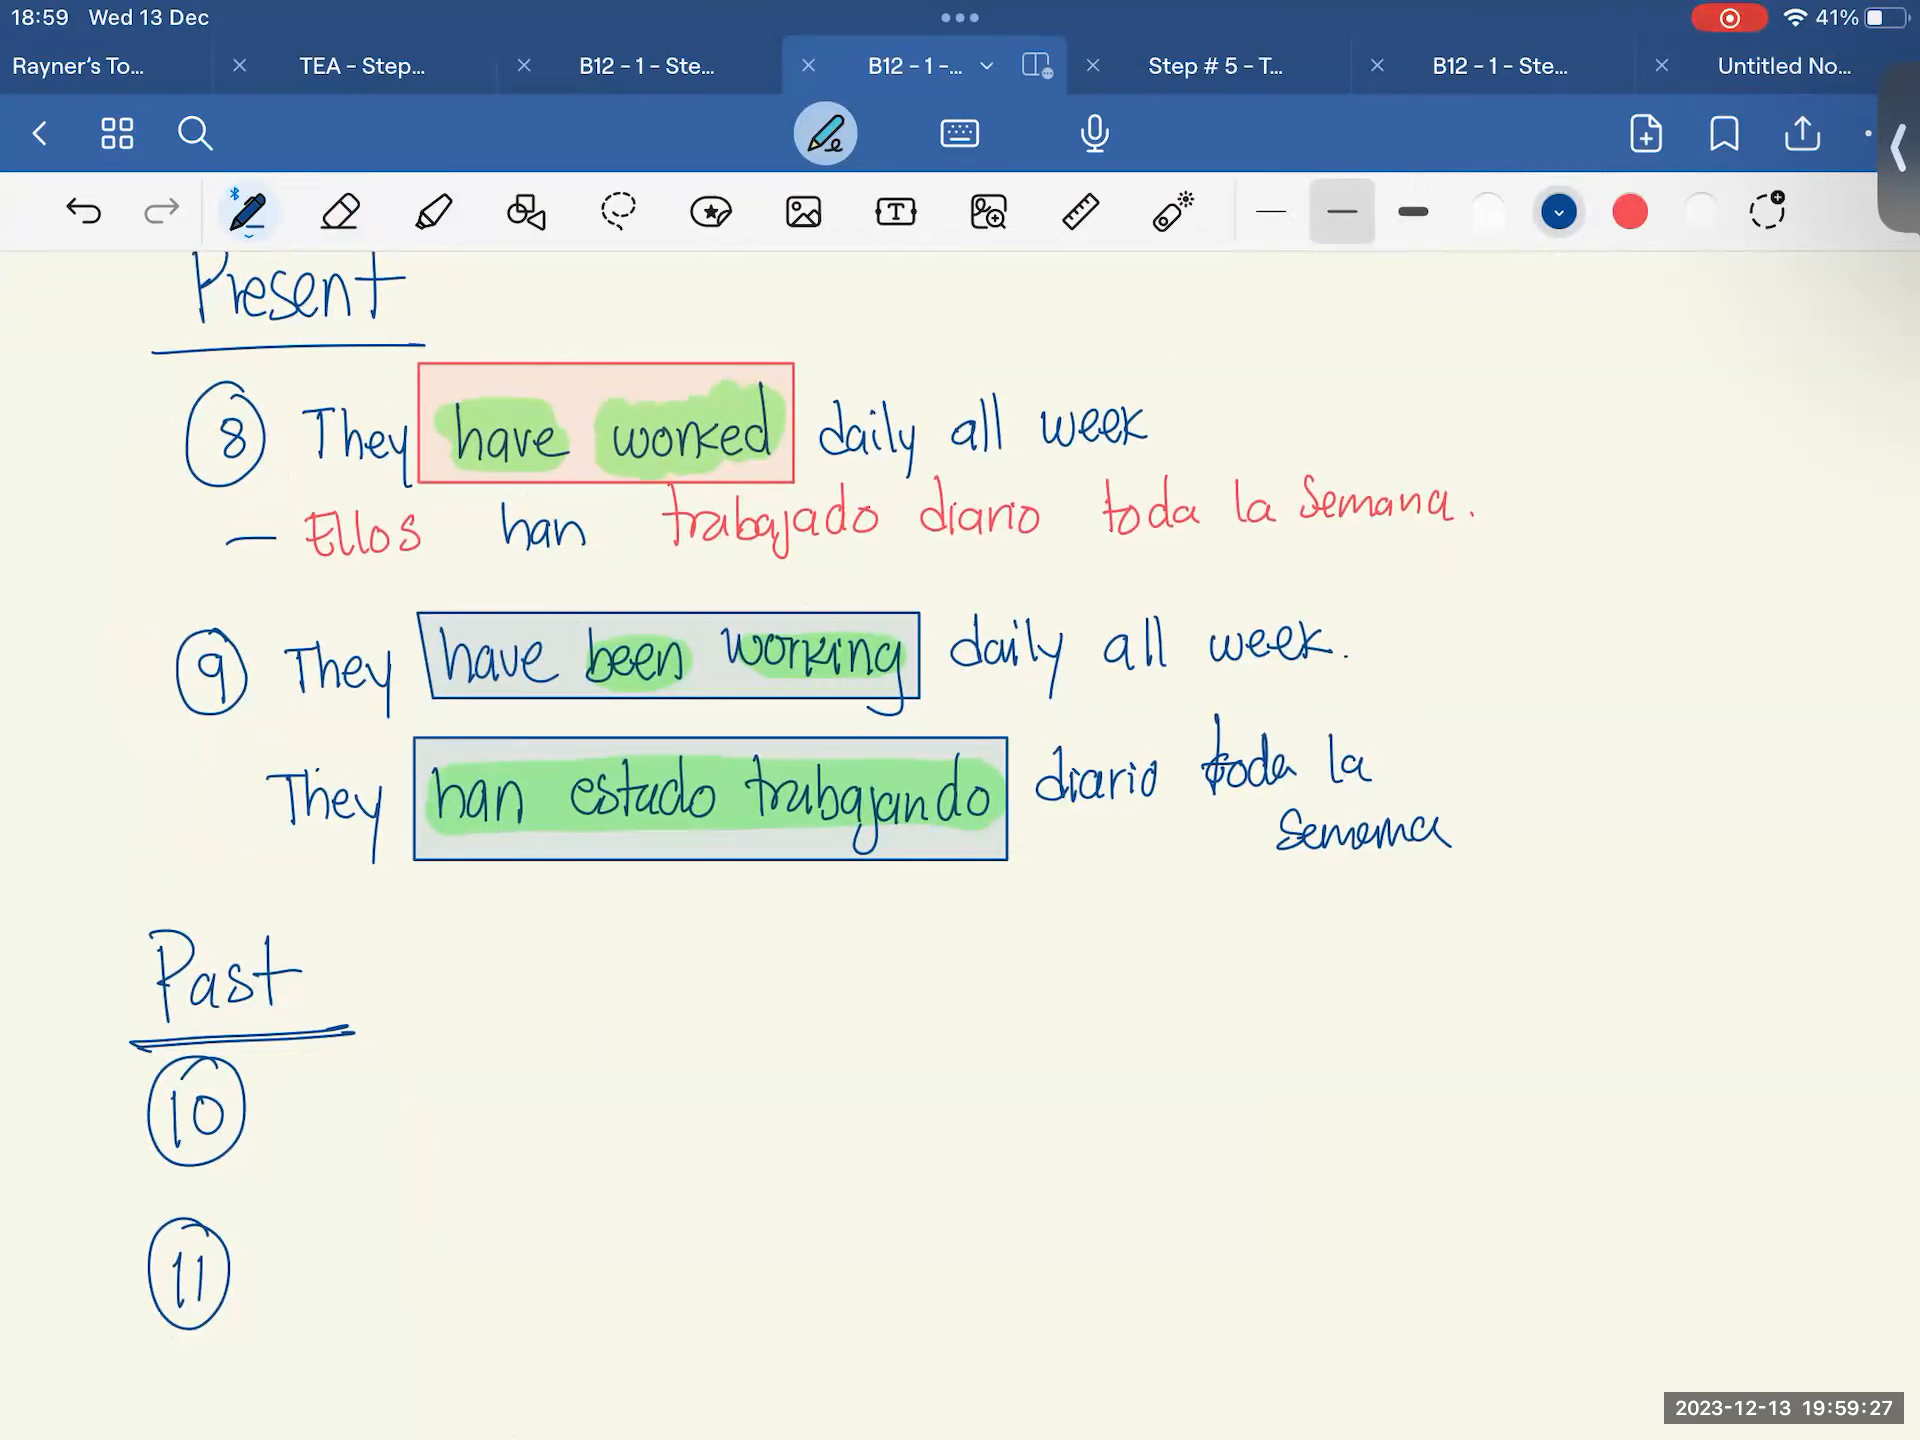 18:59 Wed 13 Dec
41%
Rayner's To...
TEA - Step...
B12 - 1 - Ste...
B12 - 1 -...
Step # 5 - T...
B12 - 1 - Ste...
Untitled No...
Present
8 They have worked daily all week
— Ellos han trabajado diario toda la semana.
9 They have been working daily all week.
They han estado trabajando diario toda la
semama
Past
10
11
2023-12-13 19:59:27